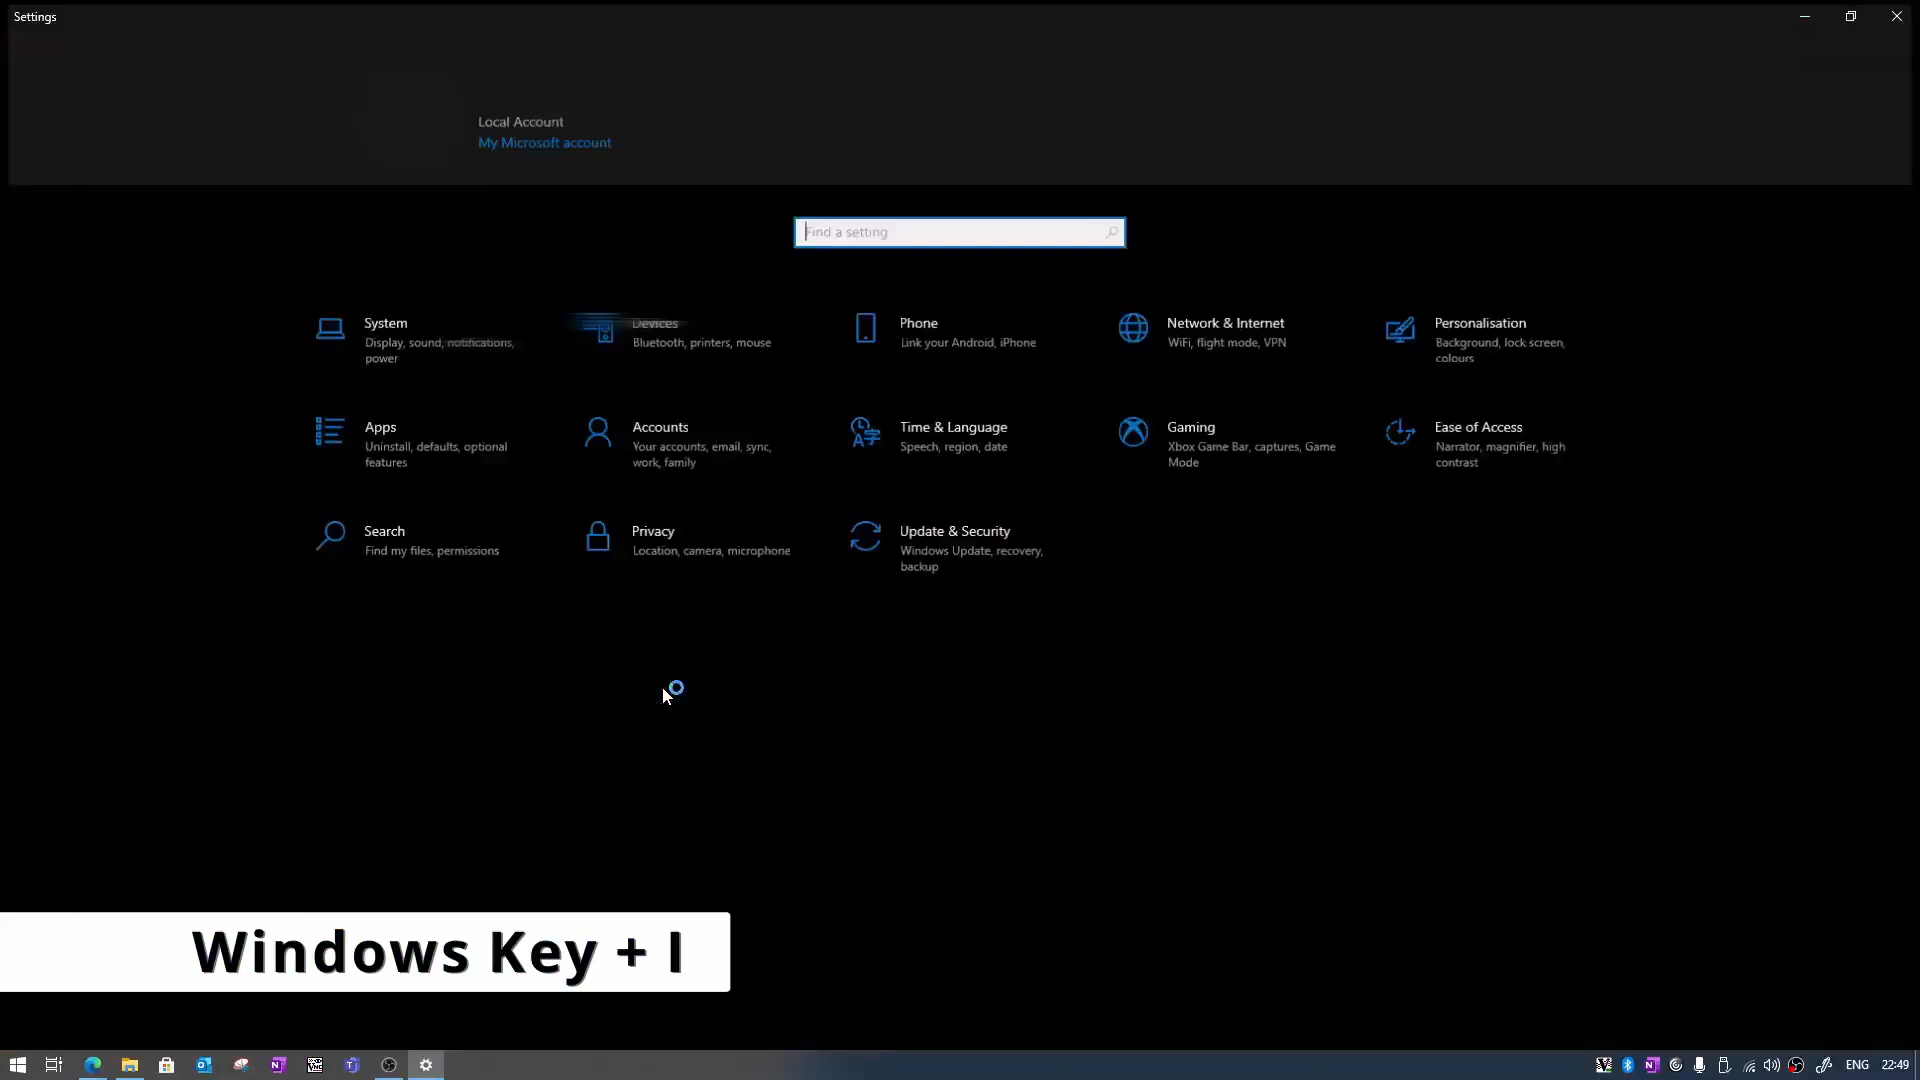 Settings
Local Account
My Microsoft account
Find a setting
System
Display, sound, notifications,
power
Devices
Bluetooth, printers, mouse
Phone
Link your Android, iPhone
Network & Internet
WiFi, flight mode, VPN
Personalisation
Background, lock screen,
colours
Apps
Uninstall, defaults, optional
features
Accounts
Your accounts, email, sync,
work, family
Time & Language
Speech, region, date
Gaming
Xbox Game Bar, captures, Game
Mode
Ease of Access
Narrator, magnifier, high
contrast
Search
Find my files, permissions
Privacy
Location, camera, microphone
Update & Security
Windows Update, recovery,
backup
Windows Key + I
ENG 22:49